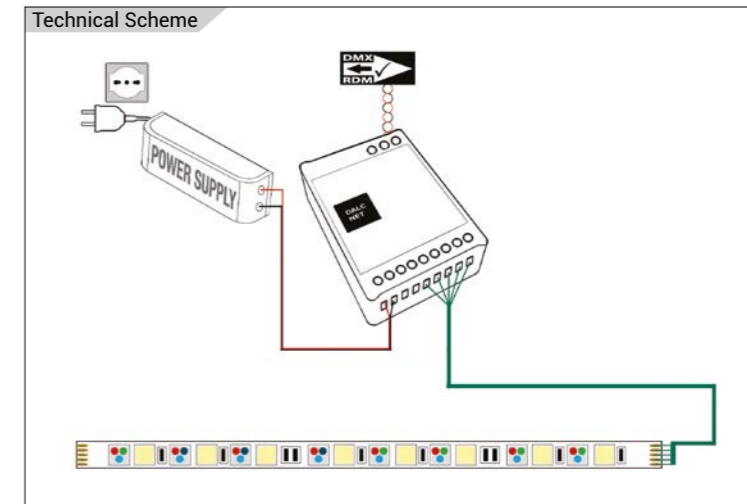 Technical Scheme
DMX
RDM
POWER SUPPLY
DALC
NET